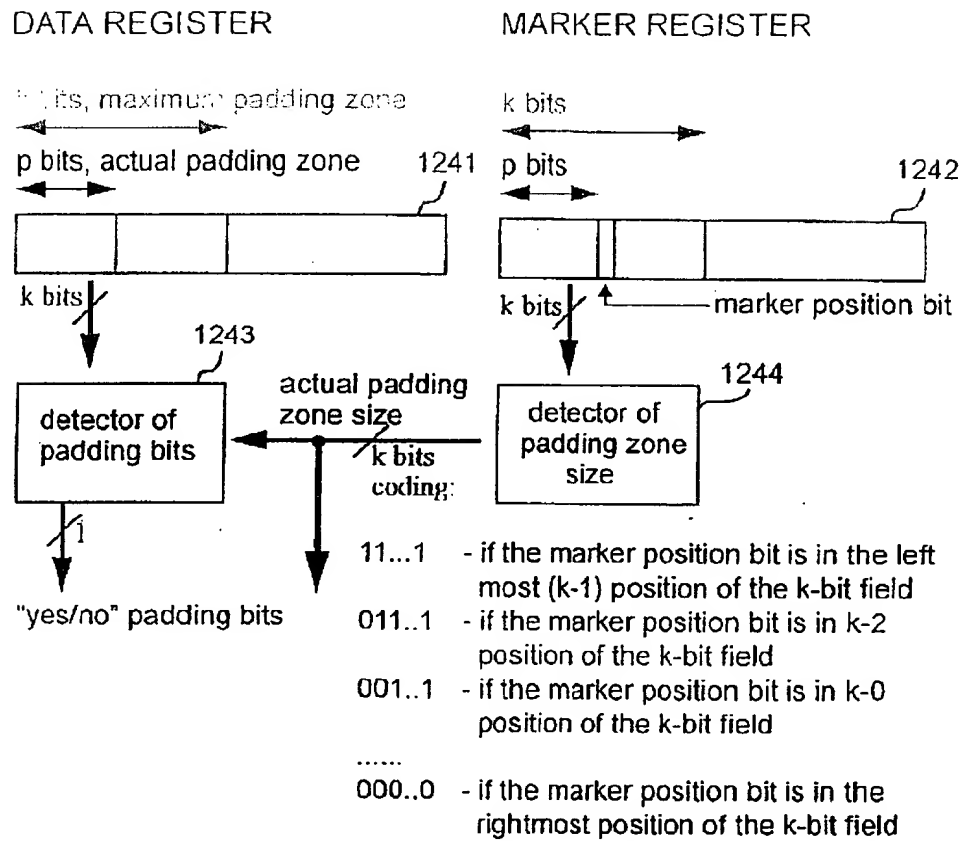 DATA REGISTER
MARKER REGISTER
its, maximum padding zone
k bits
p bits, actual padding zone
p bits
1241
1242
k bits
k bits
marker position bit
1243
1244
detector of
padding bits
actual padding
zone size
k bits
coding:
detector of
padding zone
size
1
"yes/no" padding bits
11...1 - if the marker position bit is in the left
most (k-1) position of the k-bit field
011..1 - if the marker position bit is in k-2
position of the k-bit field
001..1 - if the marker position bit is in k-0
position of the k-bit field
......
000..0 - if the marker position bit is in the
rightmost position of the k-bit field